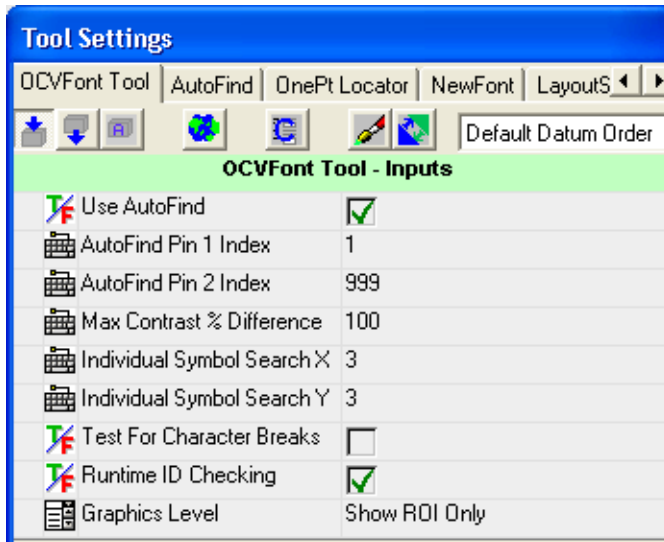 Tool Settings
OCVFont Tool AutoFind OnePt Locator NewFont LayoutS
A C Default Datum Order
OCVFont Tool - Inputs
T/F Use AutoFind
AutoFind Pin 1 Index 1
AutoFind Pin 2 Index 999
Max Contrast % Difference 100
Individual Symbol Search X 3
Individual Symbol Search Y 3
T/F Test For Character Breaks
T/F Runtime ID Checking
Graphics Level Show ROI Only